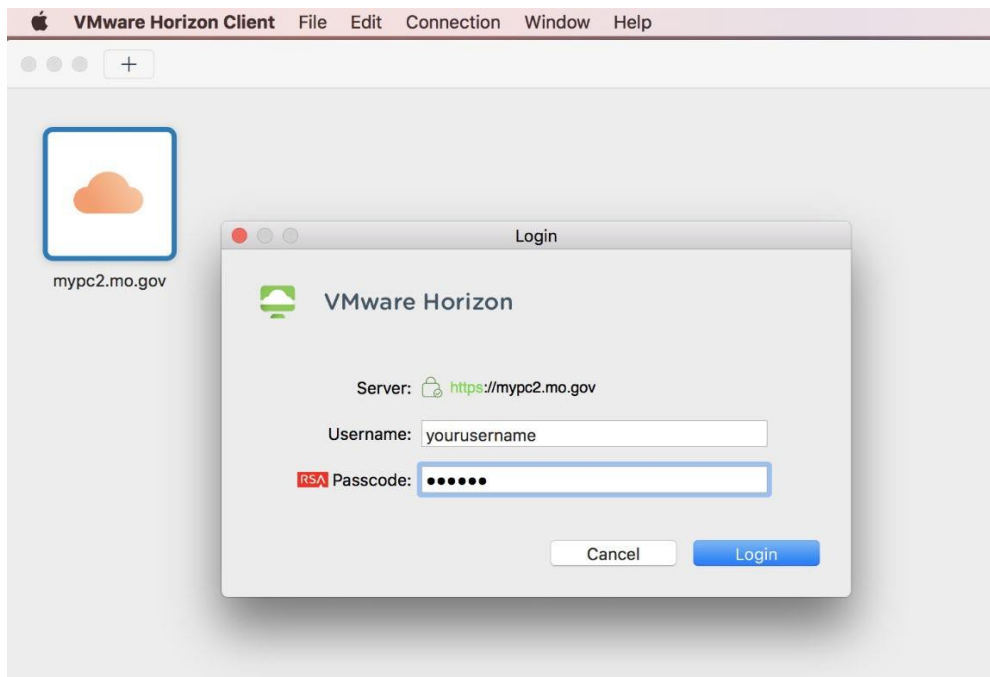 VMware Horizon Client File Edit Connection Window Help
+
mypc2.mo.gov
Login
VMware Horizon
Server: https://mypc2.mo.gov
Username: yourusername
RSA Passcode: ••••••
Cancel Login